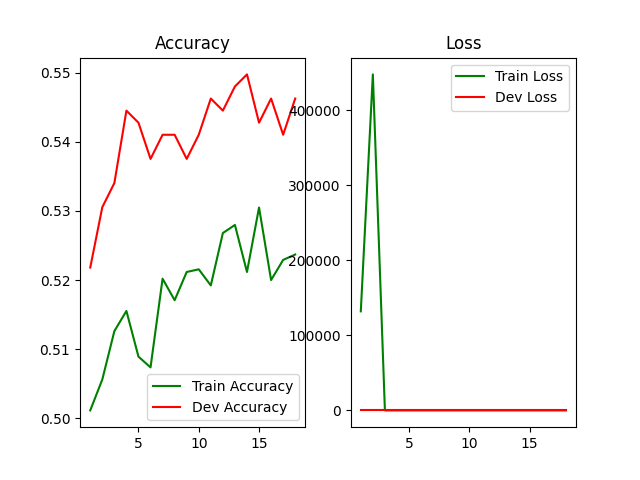 Accuracy
0.55
0.54
0.53
0.52
0.51
0.50
5
10
15
Train Accuracy
Dev Accuracy
Loss
400000
300000
200000
100000
0
5
10
15
Train Loss
Dev Loss